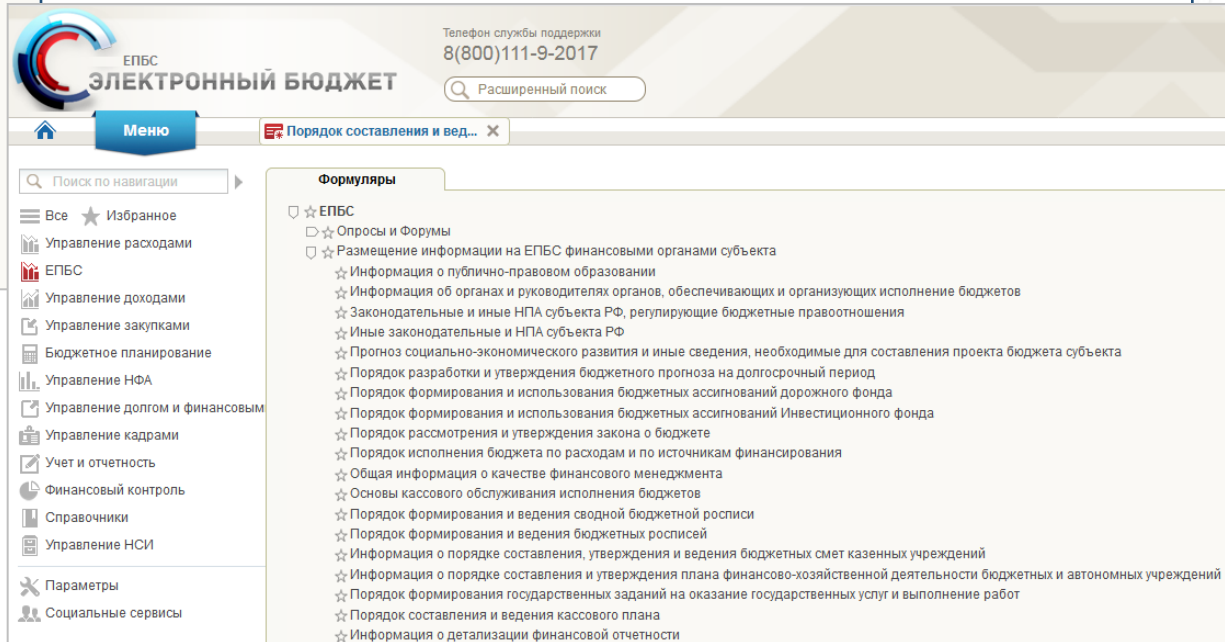 ЕПБС
ЭЛЕКТРОННЫЙ БЮДЖЕТ
Телефон службы поддержки
8(800)111-9-2017
Расширенный поиск
Меню
Порядок составления и вед...
Поиск по навигации
Все Избранное
Управление расходами
ЕПБС
Управление доходами
Управление закупками
Бюджетное планирование
Управление НФА
Управление долгом и финансовым
Управление кадрами
Учет и отчетность
Финансовый контроль
Справочники
Управление НСИ
Параметры
Социальные сервисы
Формуляры
ЕПБС
Опросы и Форумы
Размещение информации на ЕПБС финансовыми органами субъекта
Информация о публично-правовом образовании
Информация об органах и руководителях органов, обеспечивающих и организующих исполнение бюджетов
Законодательные и иные НПА субъекта РФ, регулирующие бюджетные правоотношения
Иные законодательные и НПА субъекта РФ
Прогноз социально-экономического развития и иные сведения, необходимые для составления проекта бюджета субъекта
Порядок разработки и утверждения бюджетного прогноза на долгосрочный период
Порядок формирования и использования бюджетных ассигнований дорожного фонда
Порядок формирования и использования бюджетных ассигнований Инвестиционного фонда
Порядок рассмотрения и утверждения закона о бюджете
Порядок исполнения бюджета по расходам и по источникам финансирования
Общая информация о качестве финансового менеджмента
Основы кассового обслуживания исполнения бюджетов
Порядок формирования и ведения сводной бюджетной росписи
Порядок формирования и ведения бюджетных росписей
Информация о порядке составления, утверждения и ведения бюджетных смет казенных учреждений
Информация о порядке составления и утверждения плана финансово-хозяйственной деятельности бюджетных и автономных учреждений
Порядок формирования государственных заданий на оказание государственных услуг и выполнение работ
Порядок составления и ведения кассового плана
Информация о детализации финансовой отчетности